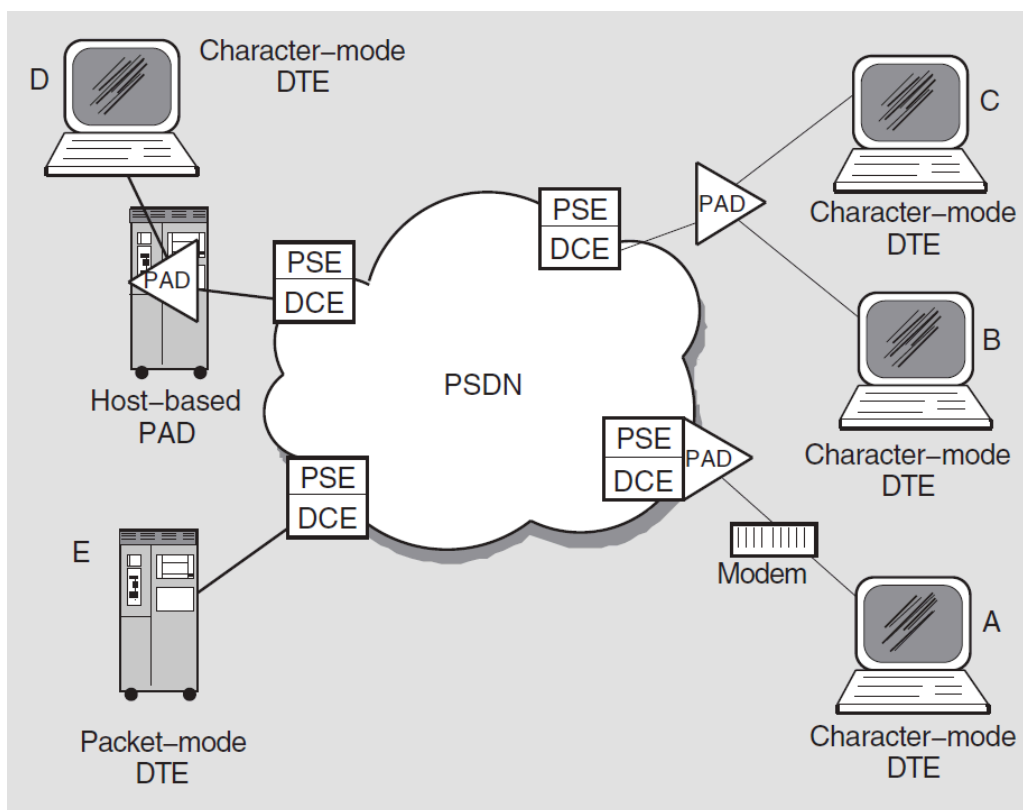 D
Character–mode
DTE
PAD
Host–based
PAD
PSE
DCE
PSE
DCE
PAD
C
Character–mode
DTE
B
Character–mode
DTE
PSDN
PSE
DCE
PAD
Modem
A
Character–mode
DTE
E
Packet–mode
DTE
PSE
DCE